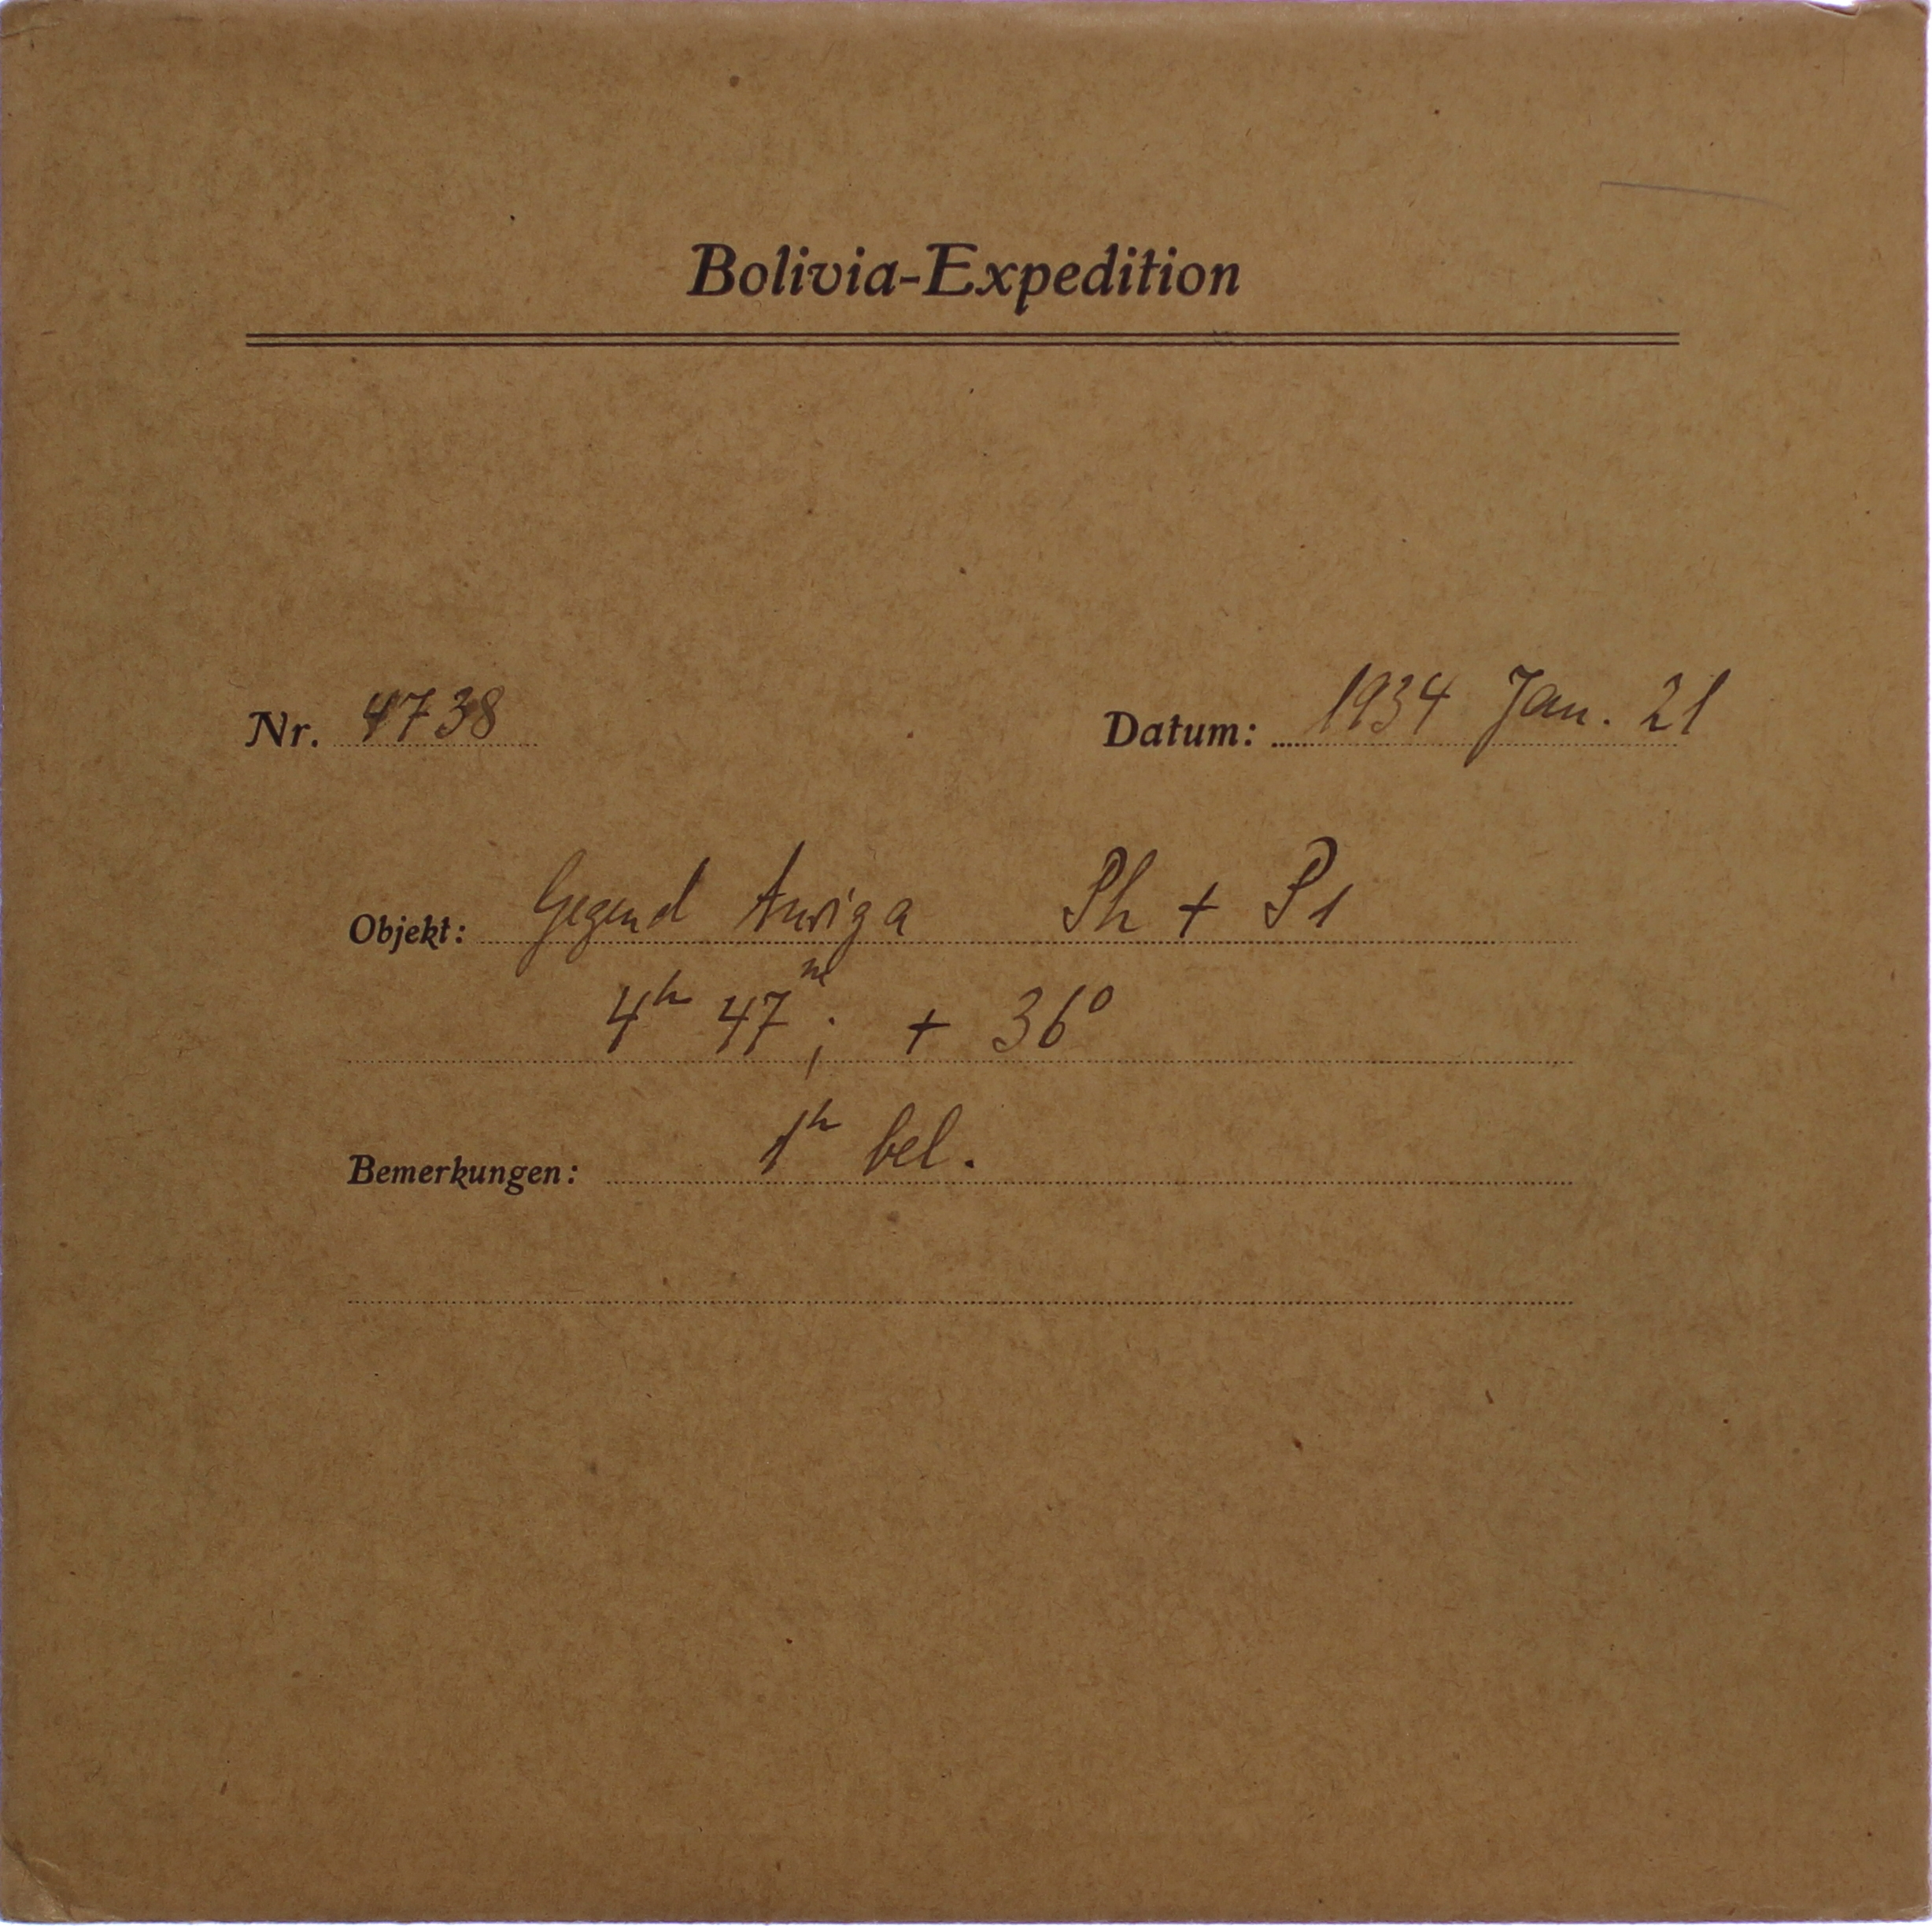 Bolivia-Expedition
Nr. 4738 Datum: 1934 Jan. 21
Objekt: Gegend Auriga Ph + P1
4h 47m; + 36°
Bemerkungen: 1h bel.